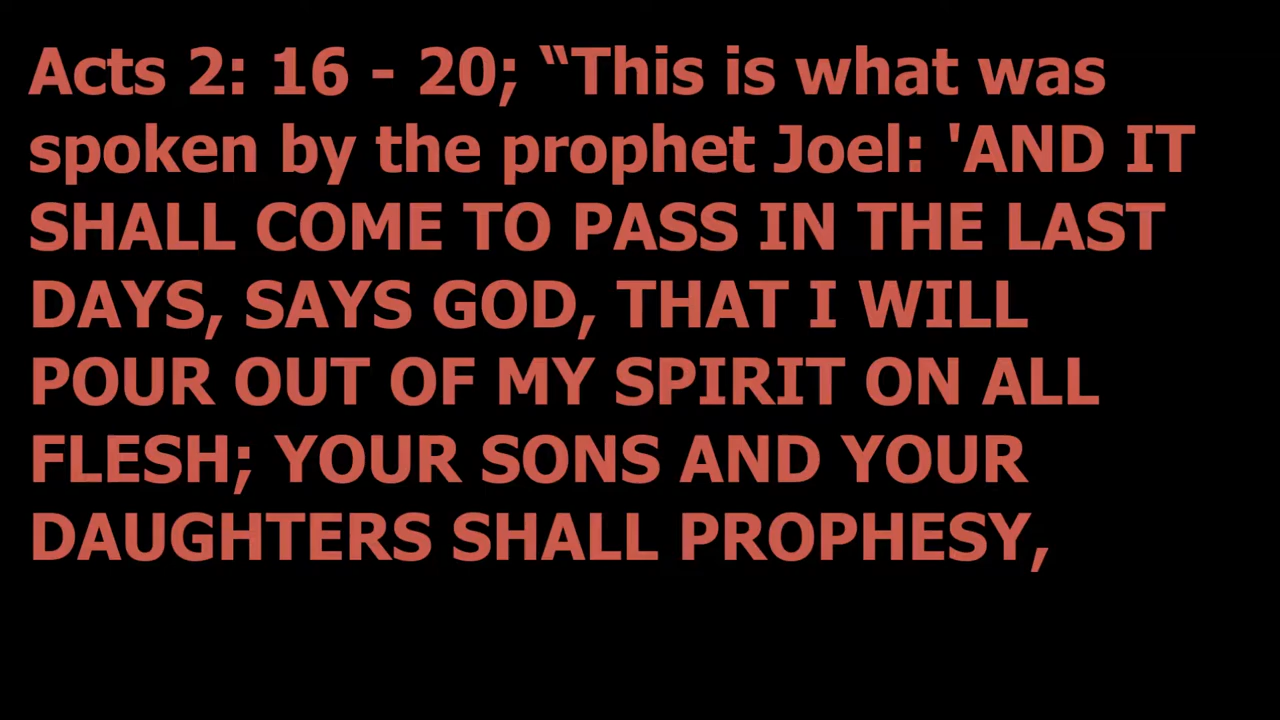 Acts 2: 16 - 20; “This is what was
spoken by the prophet Joel: 'AND IT
SHALL COME TO PASS IN THE LAST
DAYS, SAYS GOD, THAT I WILL
POUR OUT OF MY SPIRIT ON ALL
FLESH; YOUR SONS AND YOUR
DAUGHTERS SHALL PROPHESY,